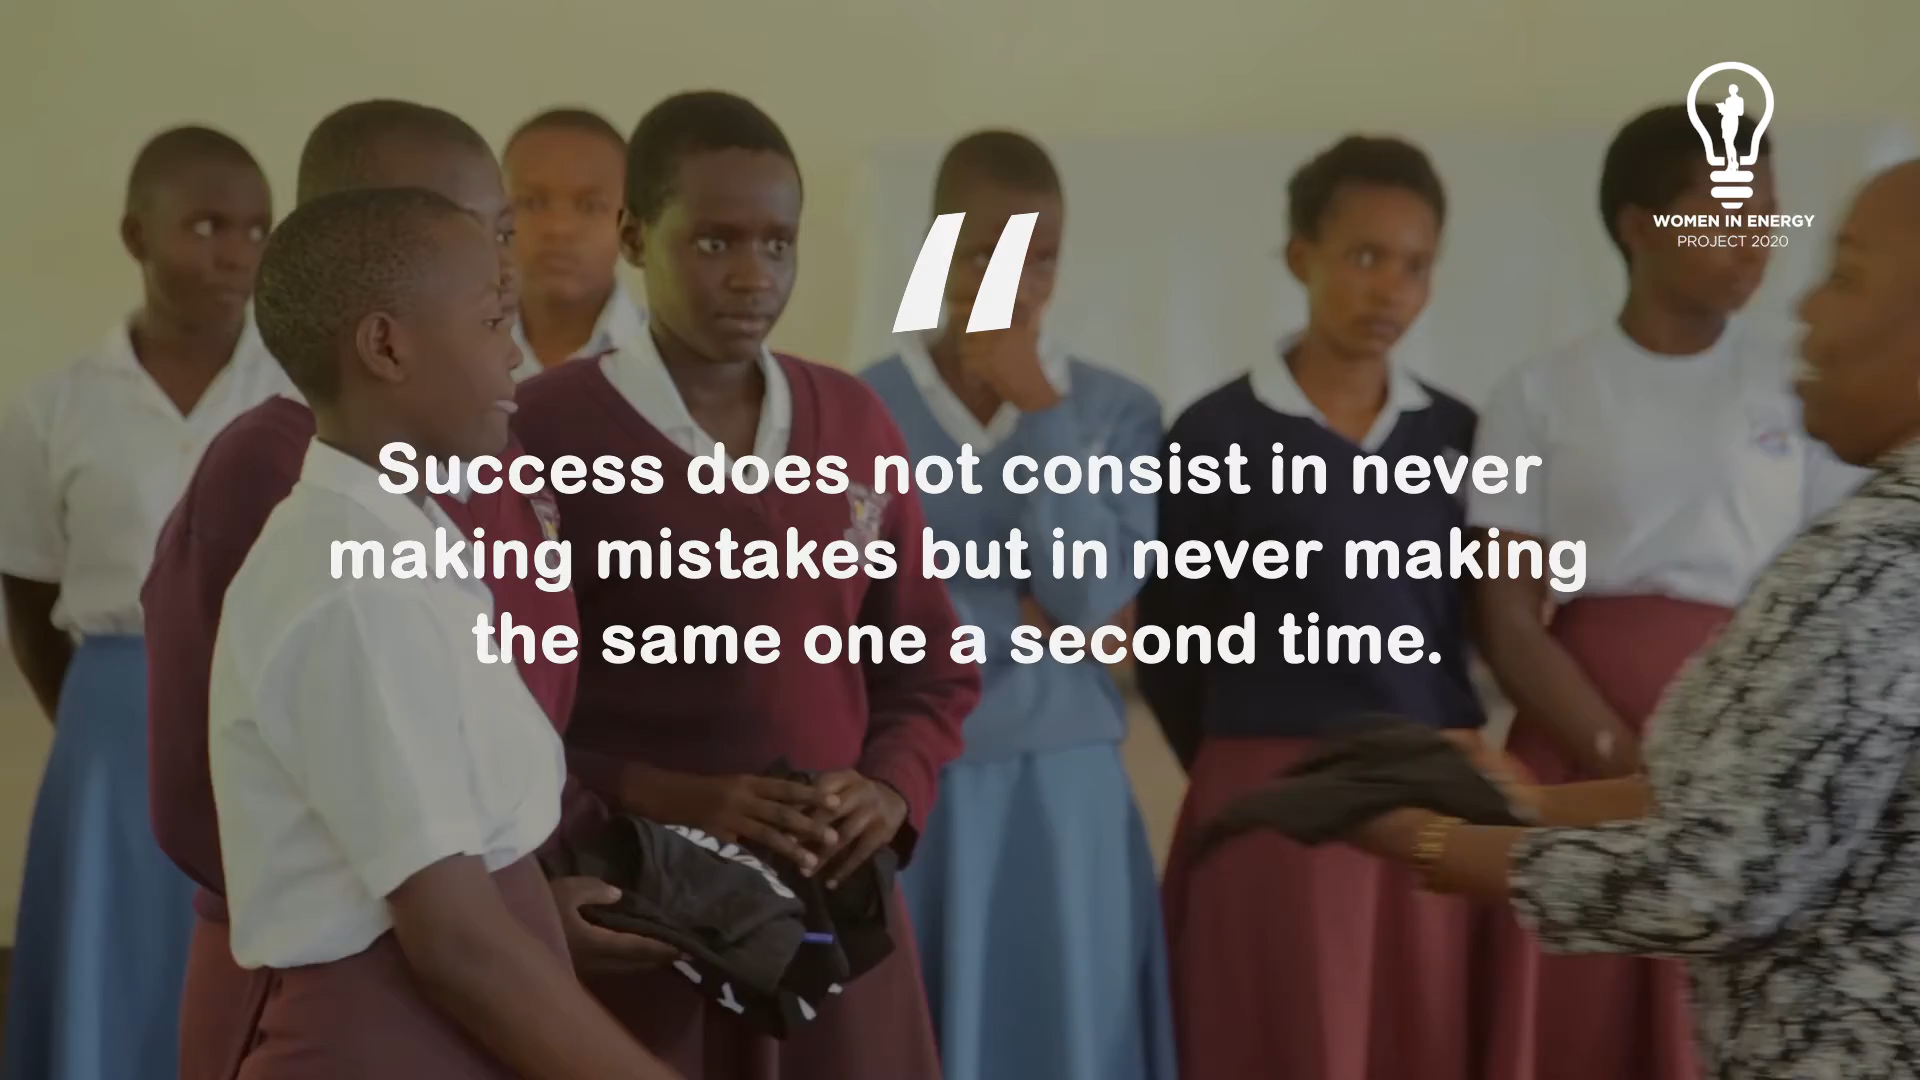 WOMEN IN ENERGY
PROJECT 2020
“
Success does not consist in never
making mistakes but in never making
the same one a second time.